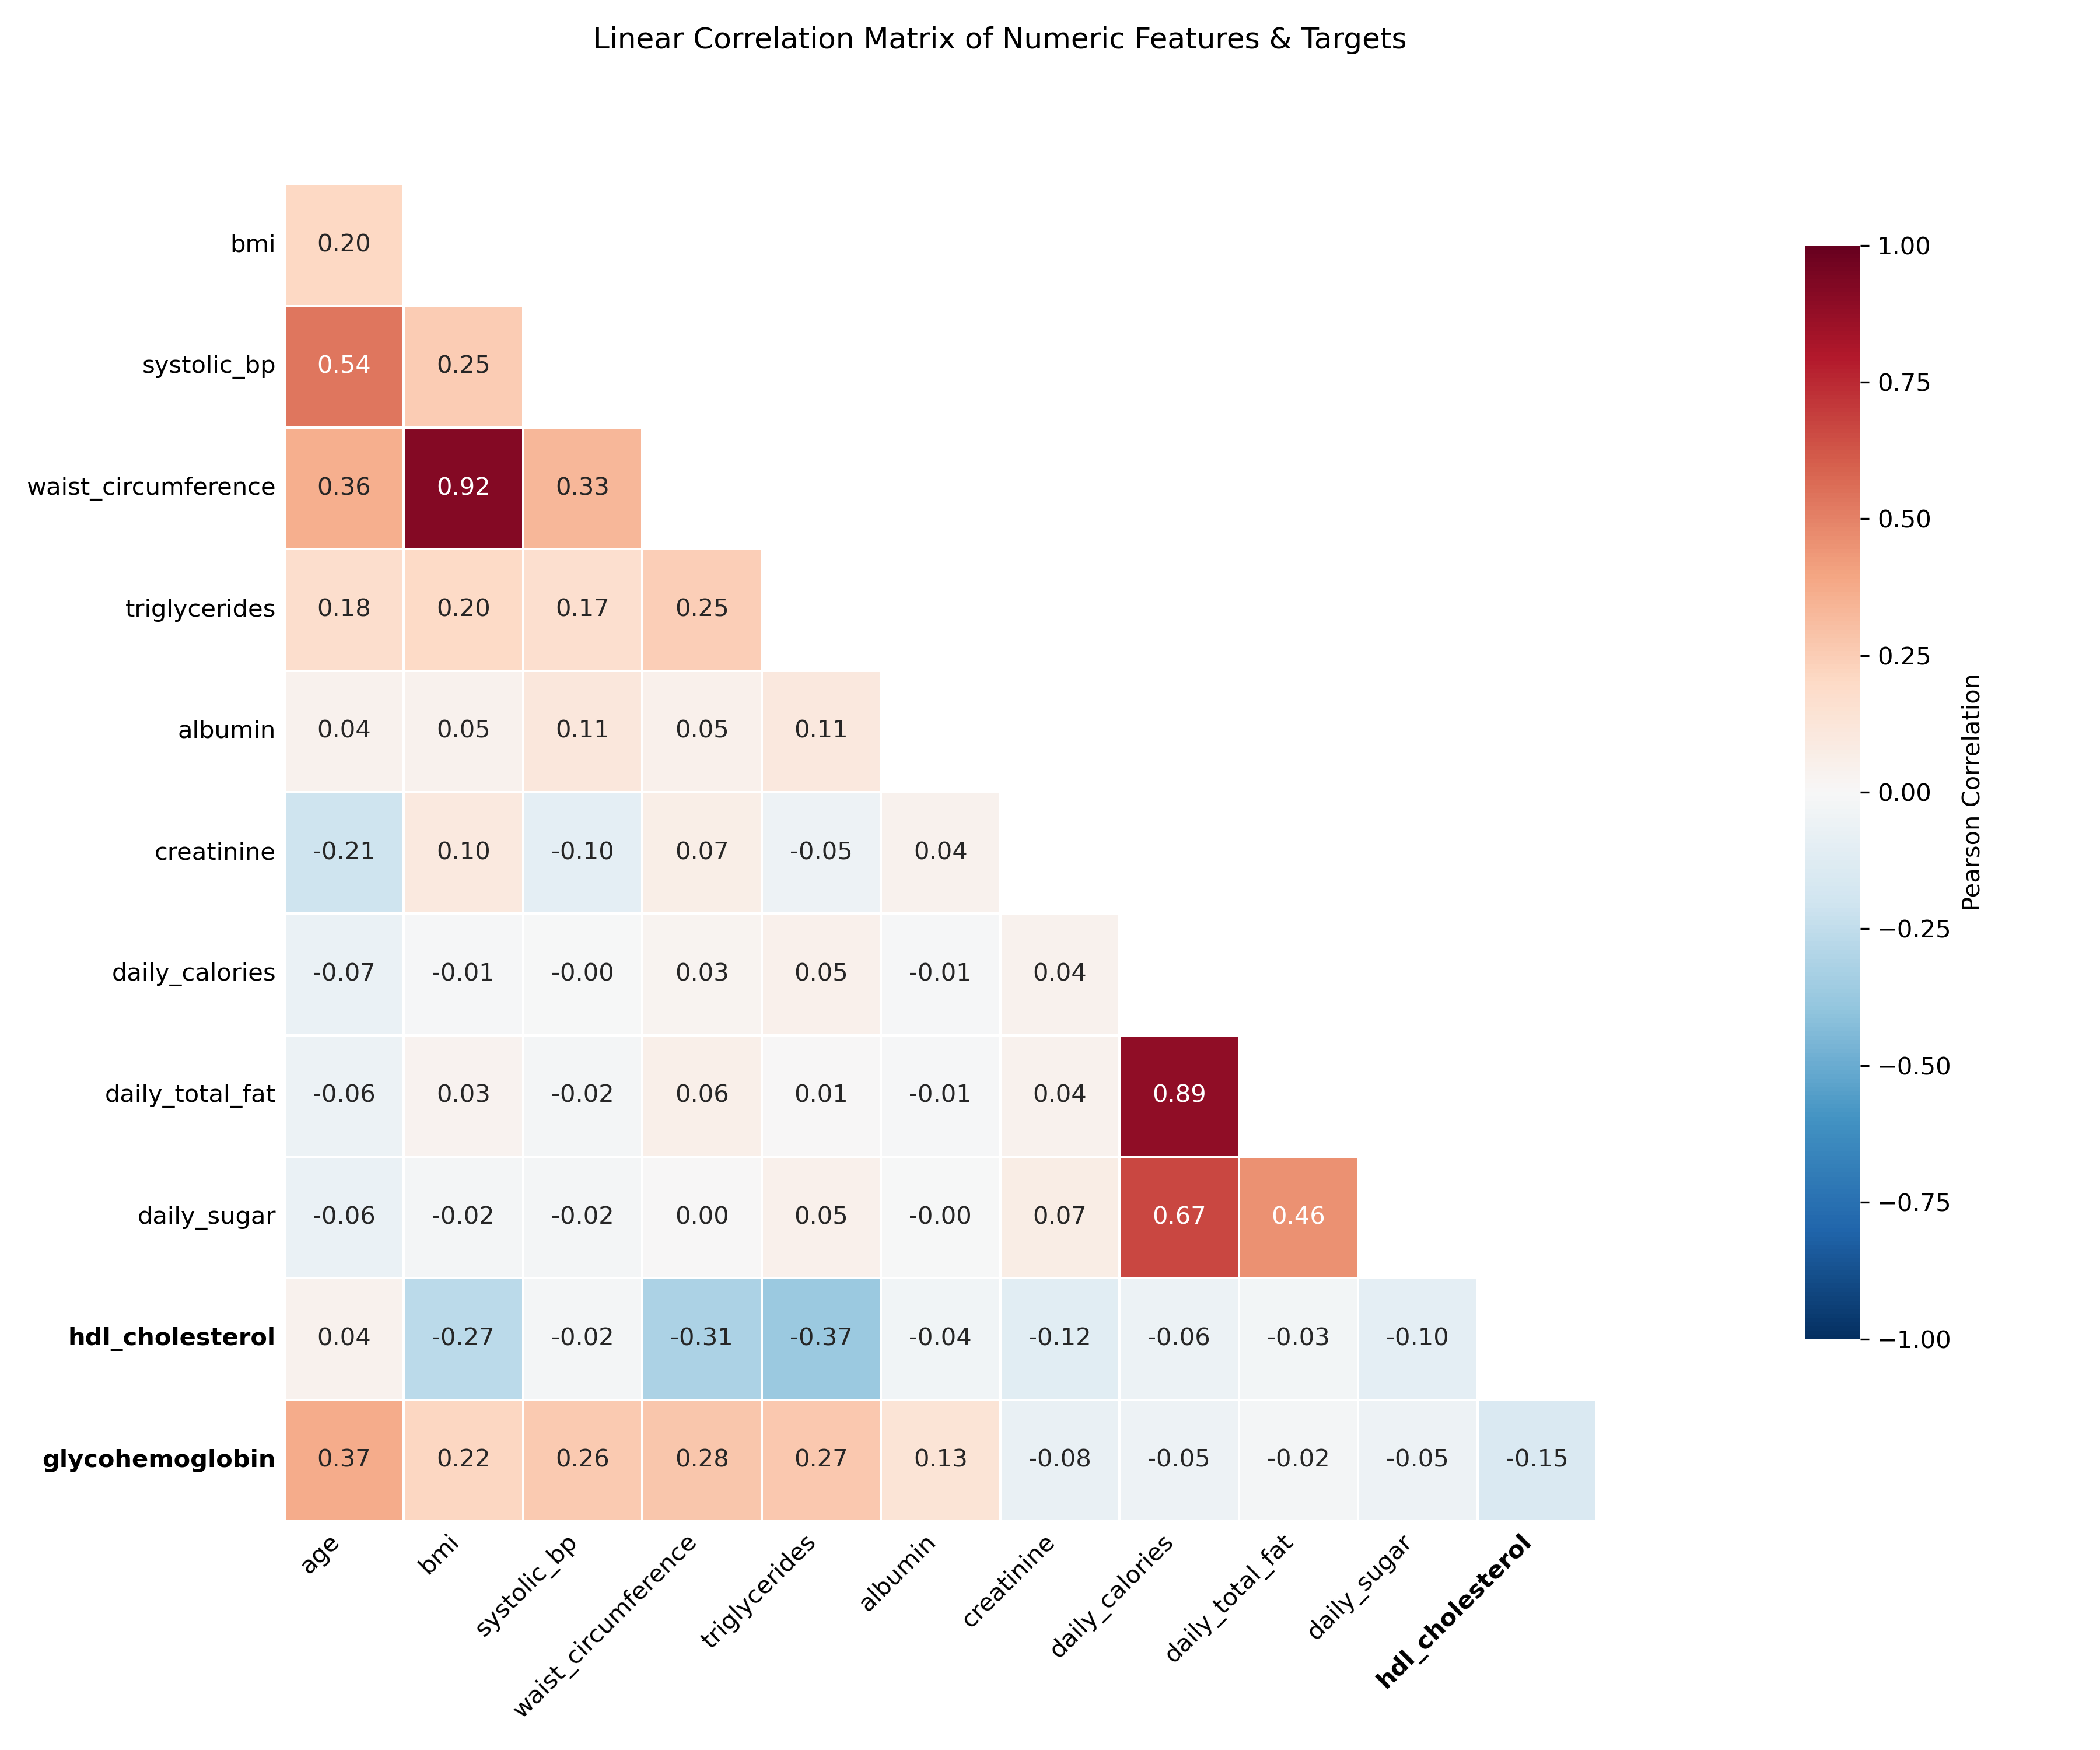 Linear Correlation Matrix of Numeric Features & Targets
bmi 0.20
systolic_bp 0.54 0.25
waist_circumference 0.36 0.92 0.33
triglycerides 0.18 0.20 0.17 0.25
albumin 0.04 0.05 0.11 0.05 0.11
creatinine -0.21 0.10 -0.10 0.07 -0.05 0.04
daily_calories -0.07 -0.01 -0.00 0.03 0.05 -0.01 0.04
daily_total_fat -0.06 0.03 -0.02 0.06 0.01 -0.01 0.04 0.89
daily_sugar -0.06 -0.02 -0.02 0.00 0.05 -0.00 0.07 0.67 0.46
hdl_cholesterol 0.04 -0.27 -0.02 -0.31 -0.37 -0.04 -0.12 -0.06 -0.03 -0.10
glycohemoglobin 0.37 0.22 0.26 0.28 0.27 0.13 -0.08 -0.05 -0.02 -0.05 -0.15
age
bmi
systolic_bp
waist_circumference
triglycerides
albumin
creatinine
daily_calories
daily_total_fat
daily_sugar
hdl_cholesterol
1.00
0.75
0.50
0.25
0.00
−0.25
−0.50
−0.75
−1.00
Pearson Correlation